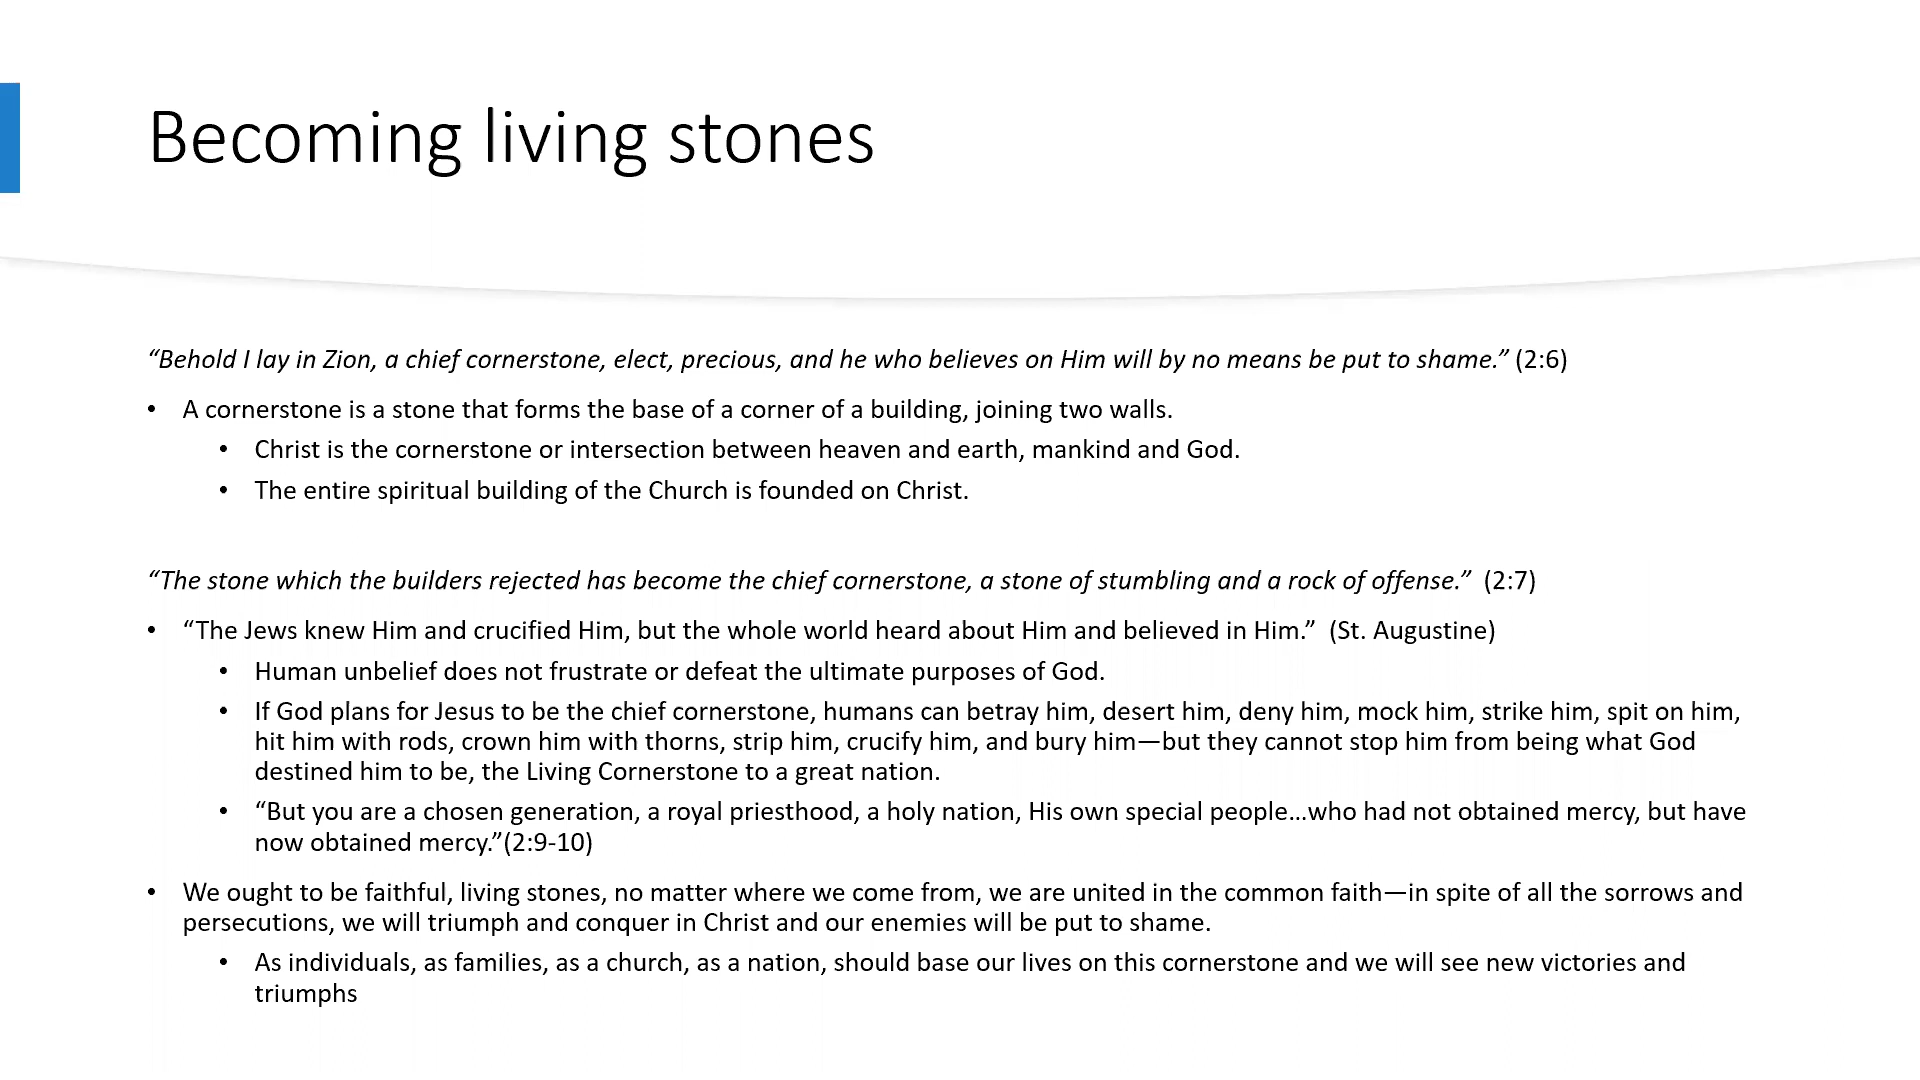 Becoming living stones
“Behold I lay in Zion, a chief cornerstone, elect, precious, and he who believes on Him will by no means be put to shame.” (2:6)
• A cornerstone is a stone that forms the base of a corner of a building, joining two walls.
• Christ is the cornerstone or intersection between heaven and earth, mankind and God.
• The entire spiritual building of the Church is founded on Christ.
“The stone which the builders rejected has become the chief cornerstone, a stone of stumbling and a rock of offense.” (2:7)
• “The Jews knew Him and crucified Him, but the whole world heard about Him and believed in Him.” (St. Augustine)
• Human unbelief does not frustrate or defeat the ultimate purposes of God.
• If God plans for Jesus to be the chief cornerstone, humans can betray him, desert him, deny him, mock him, strike him, spit on him,
hit him with rods, crown him with thorns, strip him, crucify him, and bury him—but they cannot stop him from being what God
destined him to be, the Living Cornerstone to a great nation.
• “But you are a chosen generation, a royal priesthood, a holy nation, His own special people…who had not obtained mercy, but have
now obtained mercy.”(2:9-10)
• We ought to be faithful, living stones, no matter where we come from, we are united in the common faith—in spite of all the sorrows and
persecutions, we will triumph and conquer in Christ and our enemies will be put to shame.
• As individuals, as families, as a church, as a nation, should base our lives on this cornerstone and we will see new victories and
triumphs